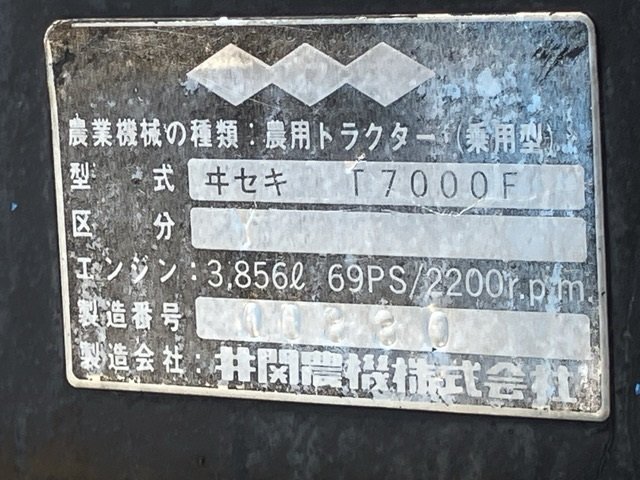 農業機械の種類:農用トラクター(乗用型)
型式 ヰセキ T7000F
区分
エンジン:3,856ℓ 69PS/2200r.p.m.
製造番号
製造会社:井関農機株式会社